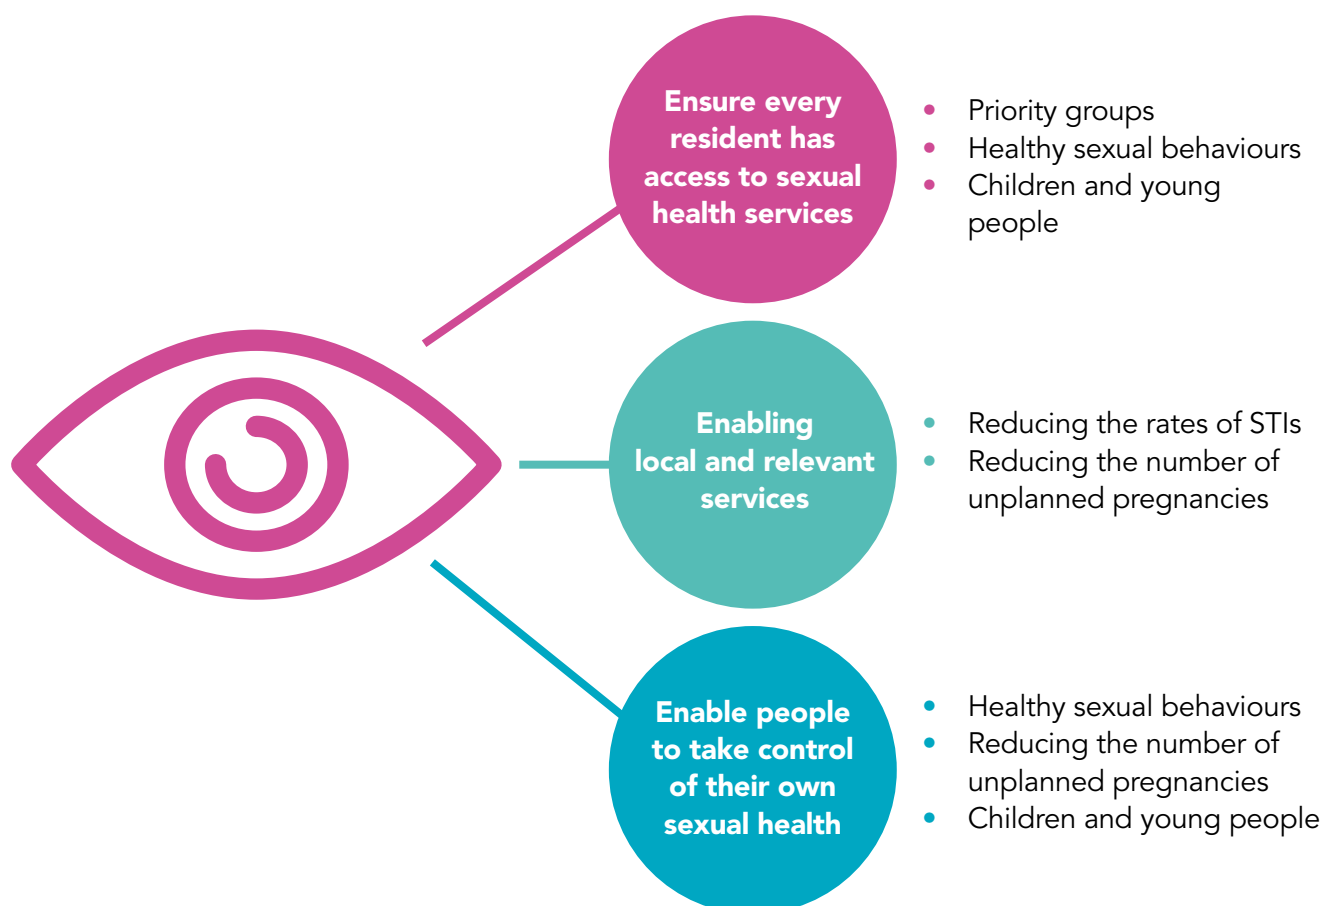 Ensure every
resident has
access to sexual
health services
• Priority groups
• Healthy sexual behaviours
• Children and young
people
Enabling
local and relevant
services
• Reducing the rates of STIs
• Reducing the number of
unplanned pregnancies
Enable people
to take control
of their own
sexual health
• Healthy sexual behaviours
• Reducing the number of
unplanned pregnancies
• Children and young people